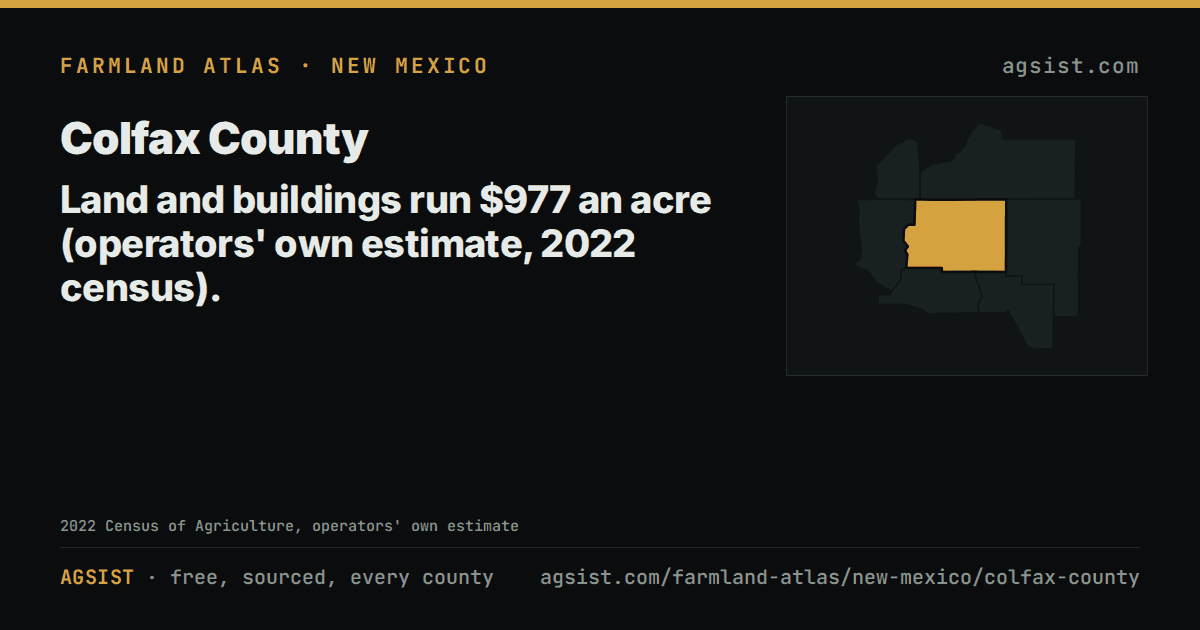 FARMLAND ATLAS · NEW MEXICO
agsist.com
Colfax County
Land and buildings run $977 an acre
(operators' own estimate, 2022
census).
2022 Census of Agriculture, operators' own estimate
AGSIST · free, sourced, every county
agsist.com/farmland-atlas/new-mexico/colfax-county